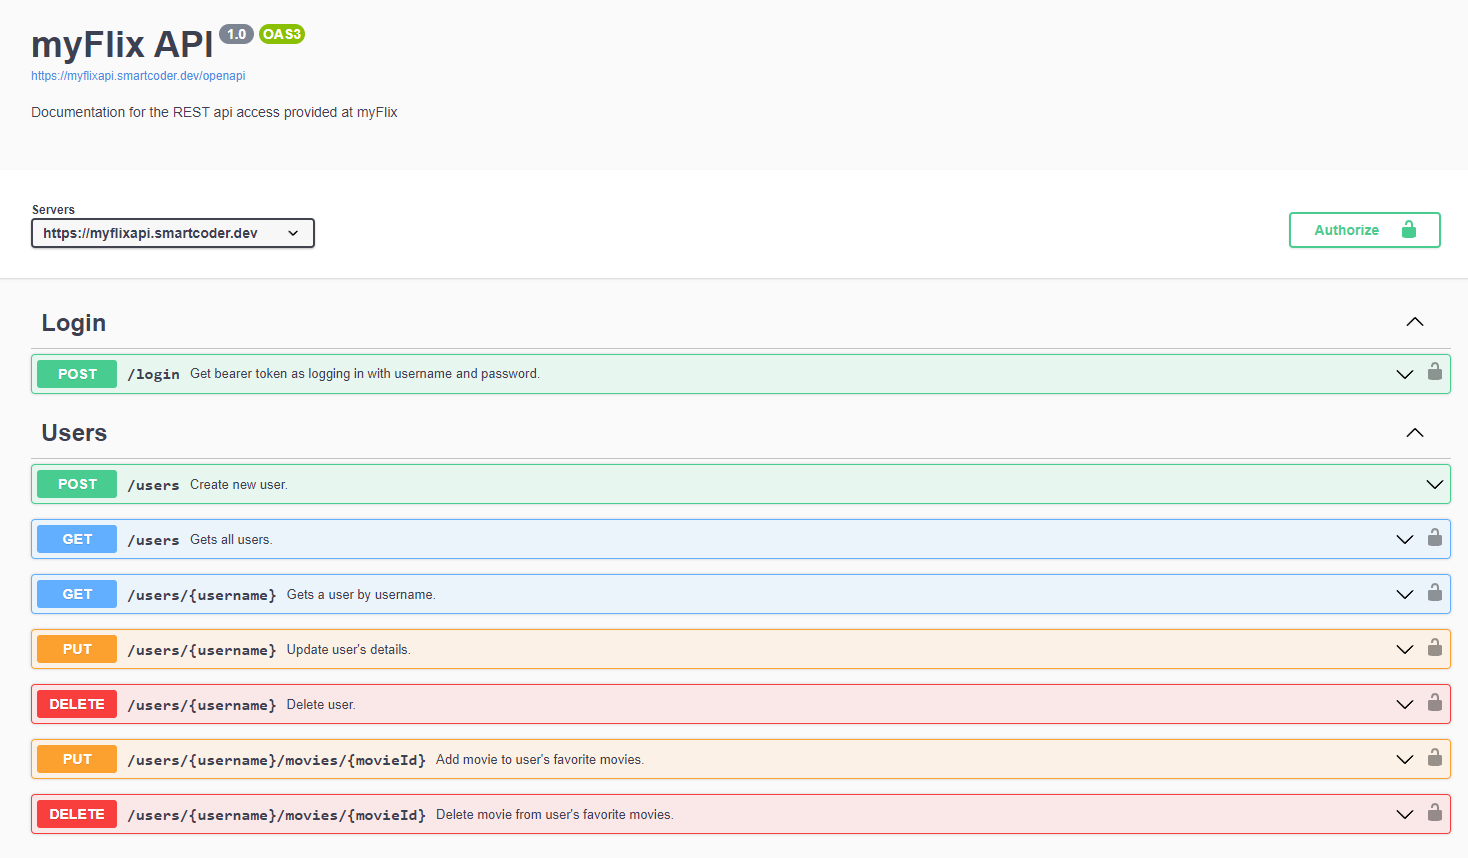 myFlix API 1.0 OAS3
https://myflixapi.smartcoder.dev/openapi
Documentation for the REST api access provided at myFlix
Servers
https://myflixapi.smartcoder.dev
Authorize
Login
POST /login Get bearer token as logging in with username and password.
Users
POST /users Create new user.
GET /users Gets all users.
GET /users/{username} Gets a user by username.
PUT /users/{username} Update user's details.
DELETE /users/{username} Delete user.
PUT /users/{username}/movies/{movieId} Add movie to user's favorite movies.
DELETE /users/{username}/movies/{movieId} Delete movie from user's favorite movies.